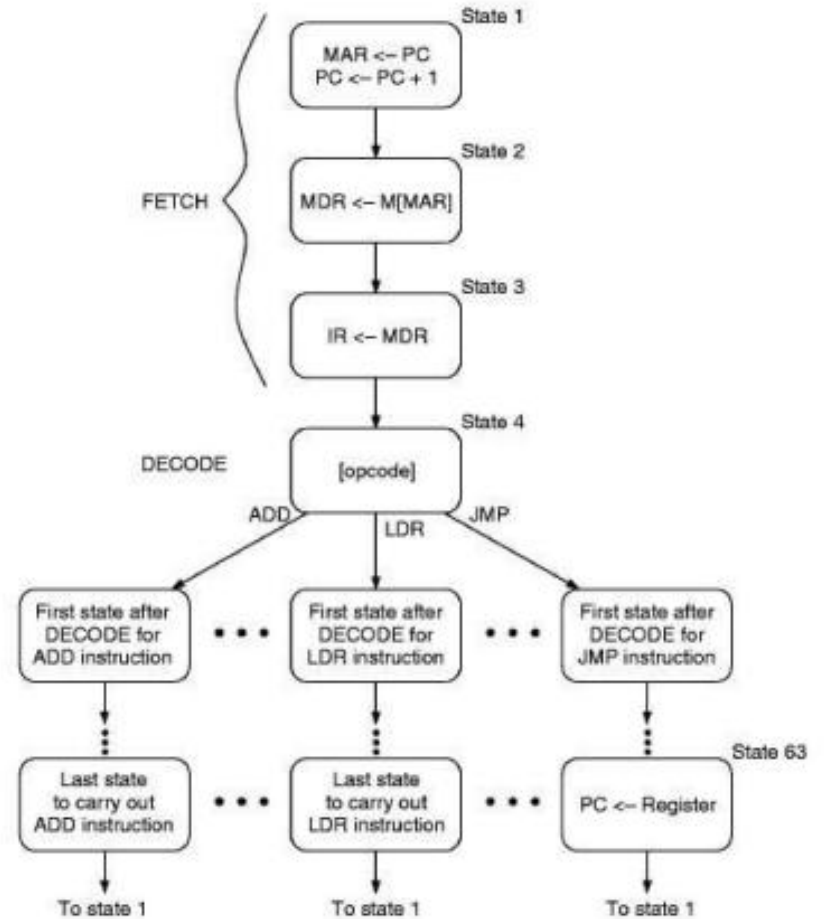 State 1
MAR <– PC
PC <– PC + 1
State 2
FETCH
MDR <– M[MAR]
State 3
IR <– MDR
State 4
DECODE
[opcode]
ADD
LDR
JMP
First state after
DECODE for
ADD instruction
First state after
DECODE for
LDR instruction
First state after
DECODE for
JMP instruction
State 63
Last state
to carry out
ADD instruction
Last state
to carry out
LDR instruction
PC <– Register
To state 1
To state 1
To state 1